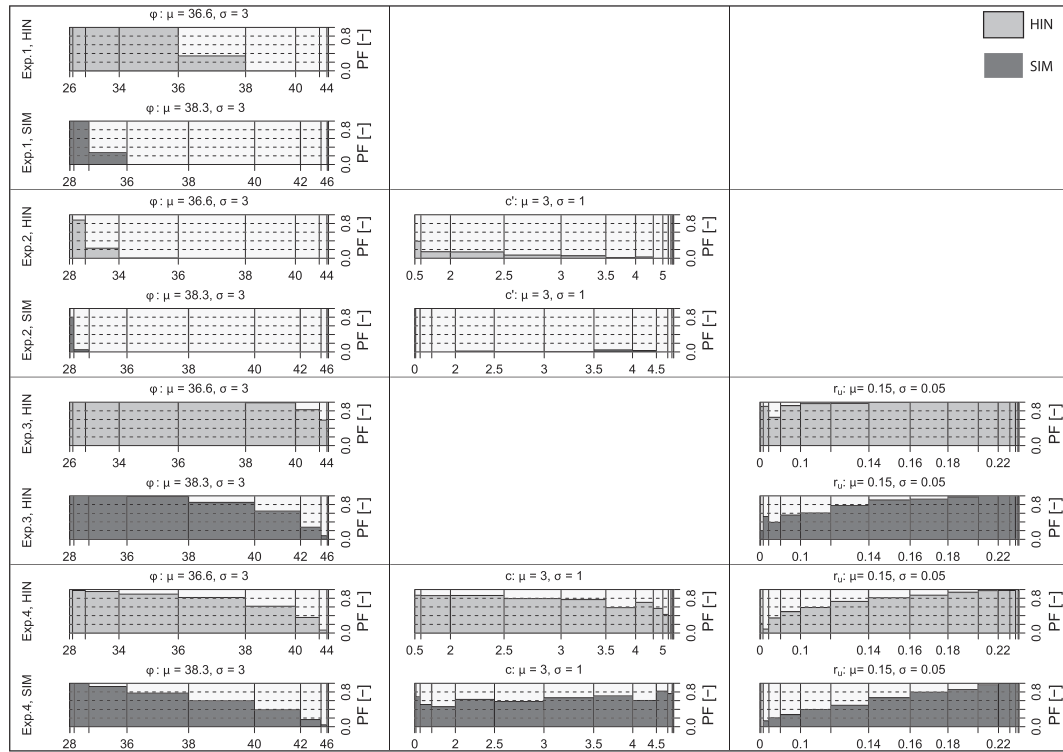 φ: μ = 36.6, σ = 3
HIN
SIM
Exp.1, HIN
0.0 0.8
PF [–]
26 34 36 38 40 44
φ: μ = 38.3, σ = 3
Exp.1, SIM
0.0 0.8
PF [–]
28 36 38 40 42 46
φ: μ = 36.6, σ = 3
c': μ = 3, σ = 1
Exp.2, HIN
0.0 0.8
PF [–]
0.0 0.8
PF [–]
28 34 36 38 40 44
0.5 2 2.5 3 3.5 4 5
φ: μ = 38.3, σ = 3
c': μ = 3, σ = 1
Exp.2, SIM
0.0 0.8
PF [–]
0.0 0.8
PF [–]
28 36 38 40 42 46
0 2 2.5 3 3.5 4 4.5
φ: μ = 36.6, σ = 3
ru: μ= 0.15, σ = 0.05
Exp.3, HIN
0.0 0.8
PF [–]
0.0 0.8
PF [–]
26 34 36 38 40 44
0 0.1 0.14 0.16 0.18 0.22
φ: μ = 38.3, σ = 3
ru: μ= 0.15, σ = 0.05
Exp.3, HIN
0.0 0.8
PF [–]
0.0 0.8
PF [–]
28 36 38 40 42 46
0 0.1 0.14 0.16 0.18 0.22
φ: μ = 36.6, σ = 3
c: μ = 3, σ = 1
ru: μ= 0.15, σ = 0.05
Exp.4, HIN
0.0 0.8
PF [–]
0.0 0.8
PF [–]
0.0 0.8
PF [–]
28 34 36 38 40 44
0.5 2 2.5 3 3.5 4 5
0 0.1 0.14 0.16 0.18 0.22
φ: μ = 38.3, σ = 3
c: μ = 3, σ = 1
ru: μ= 0.15, σ = 0.05
Exp.4, SIM
0.0 0.8
PF [–]
0.0 0.8
PF [–]
0.0 0.8
PF [–]
28 36 38 40 42 46
0 2 2.5 3 3.5 4 4.5
0 0.1 0.14 0.16 0.18 0.22